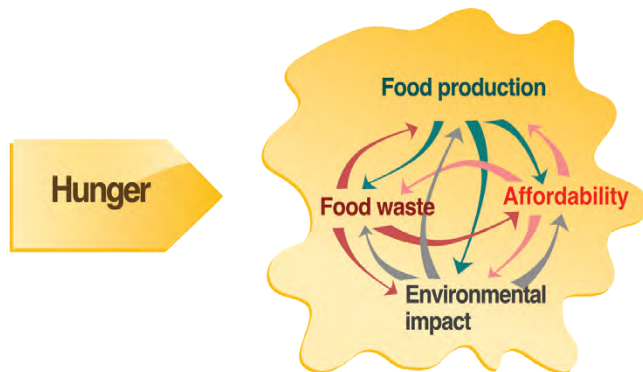 Hunger
Food production
Food waste
Affordability
Environmental
impact